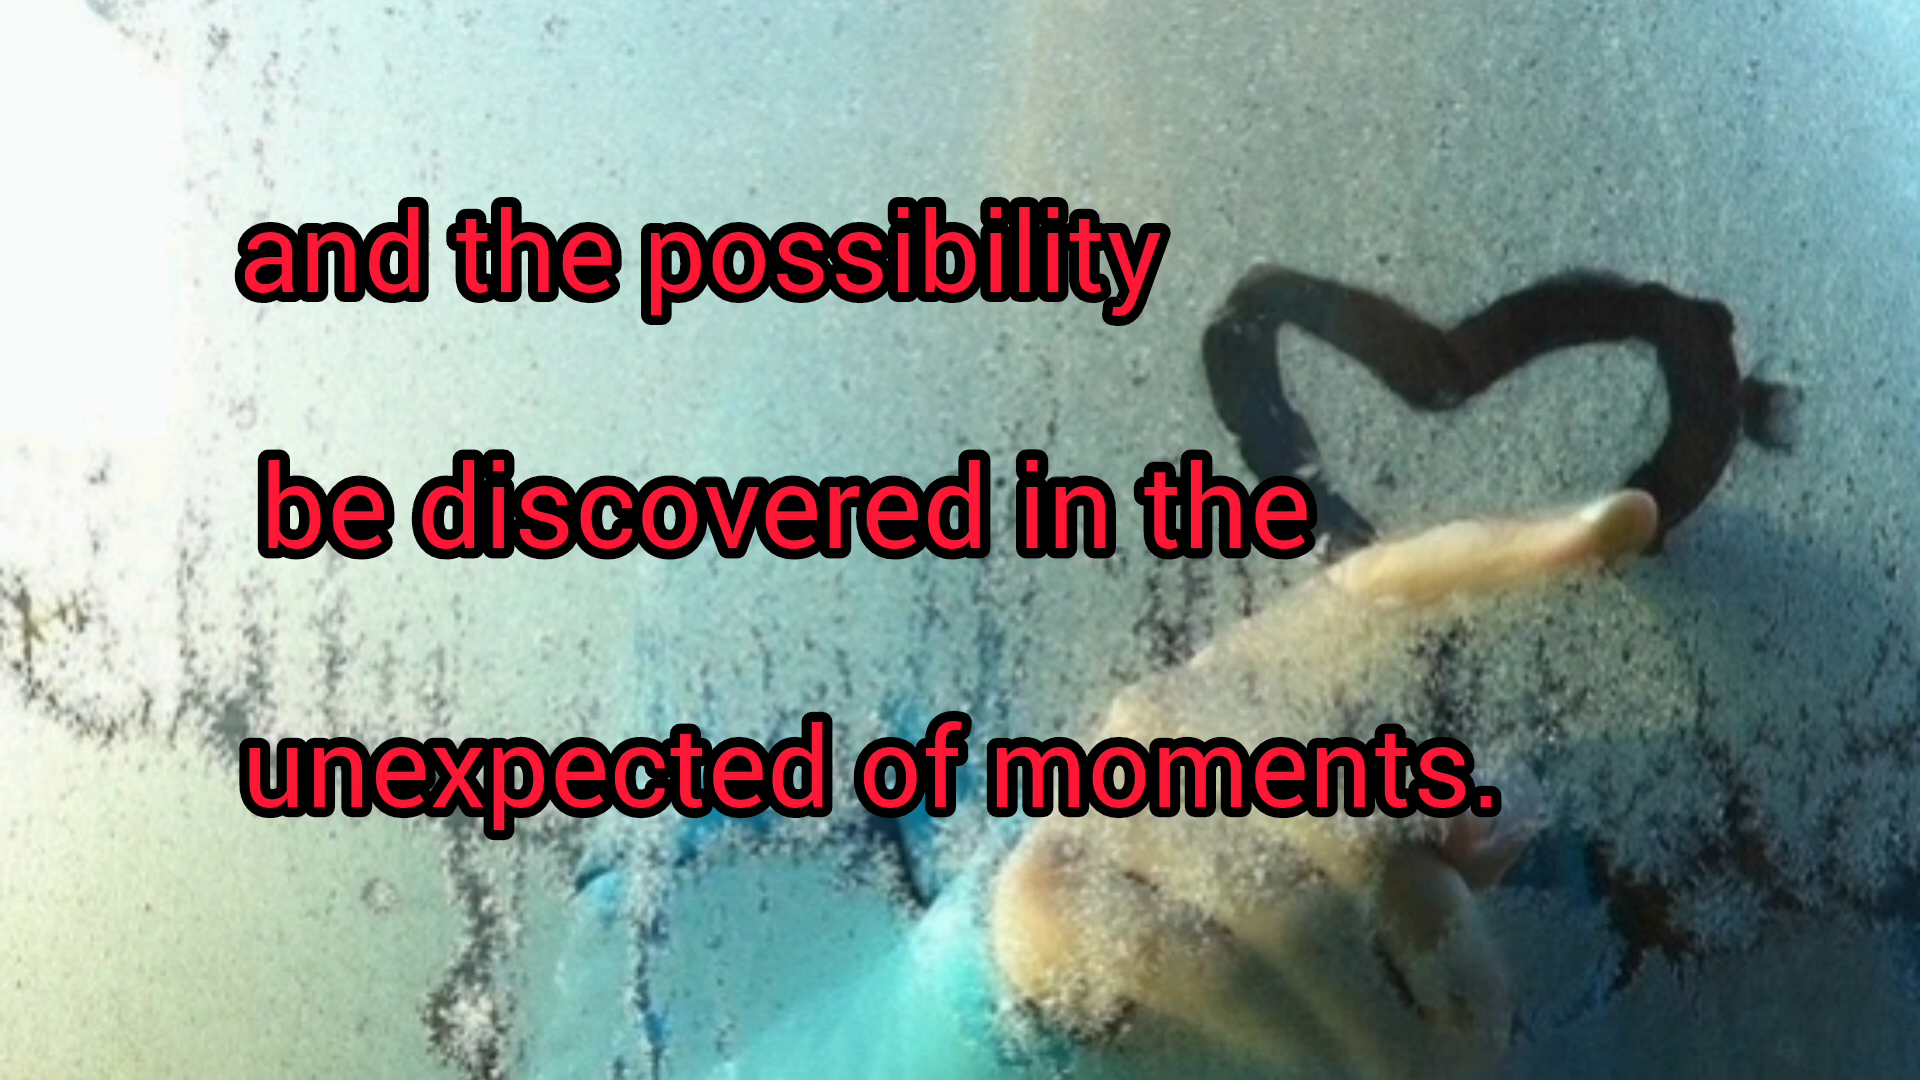 and the possibility
be discovered in the
unexpected of moments.